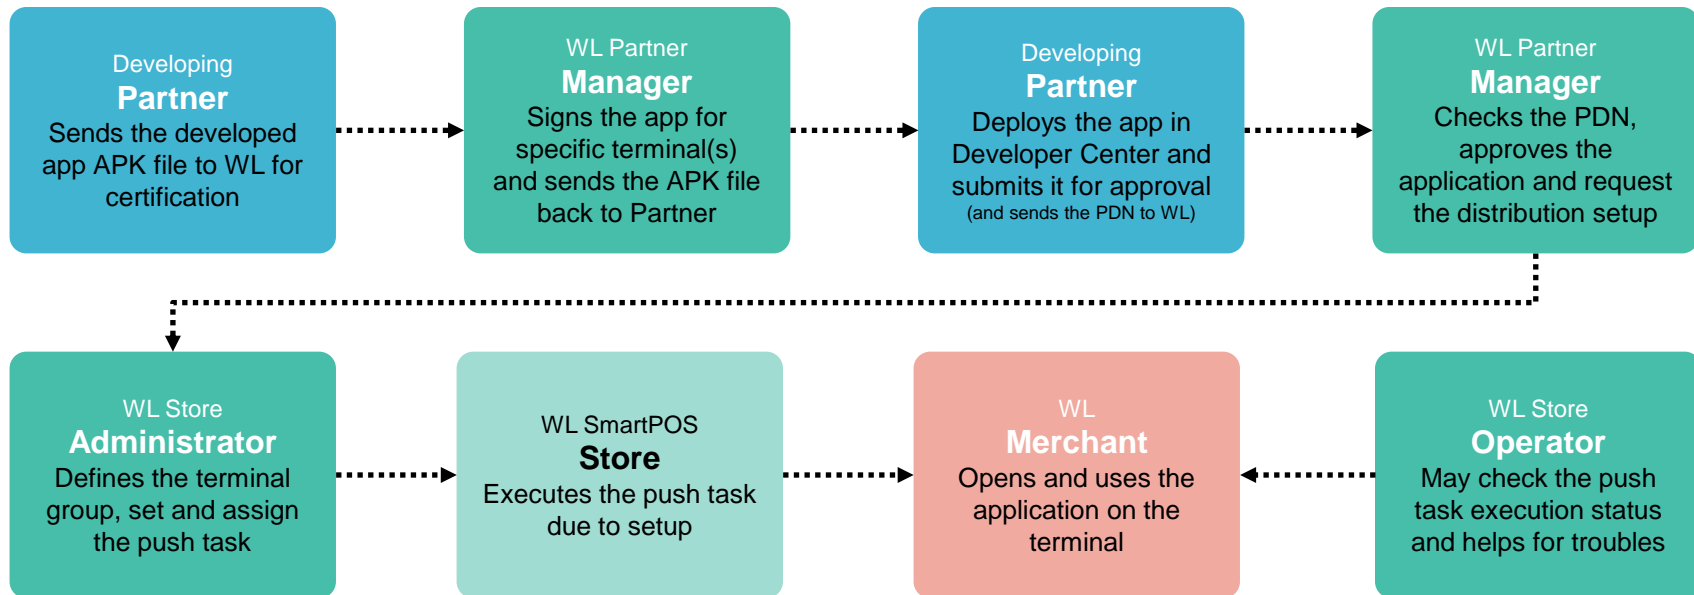 Developing
Partner
Sends the developed
app APK file to WL for
certification
WL Partner
Manager
Signs the app for
specific terminal(s)
and sends the APK file
back to Partner
Developing
Partner
Deploys the app in
Developer Center and
submits it for approval
(and sends the PDN to WL)
WL Partner
Manager
Checks the PDN,
approves the
application and request
the distribution setup
WL Store
Administrator
Defines the terminal
group, set and assign
the push task
WL SmartPOS
Store
Executes the push task
due to setup
WL
Merchant
Opens and uses the
application on the
terminal
WL Store
Operator
May check the push
task execution status
and helps for troubles